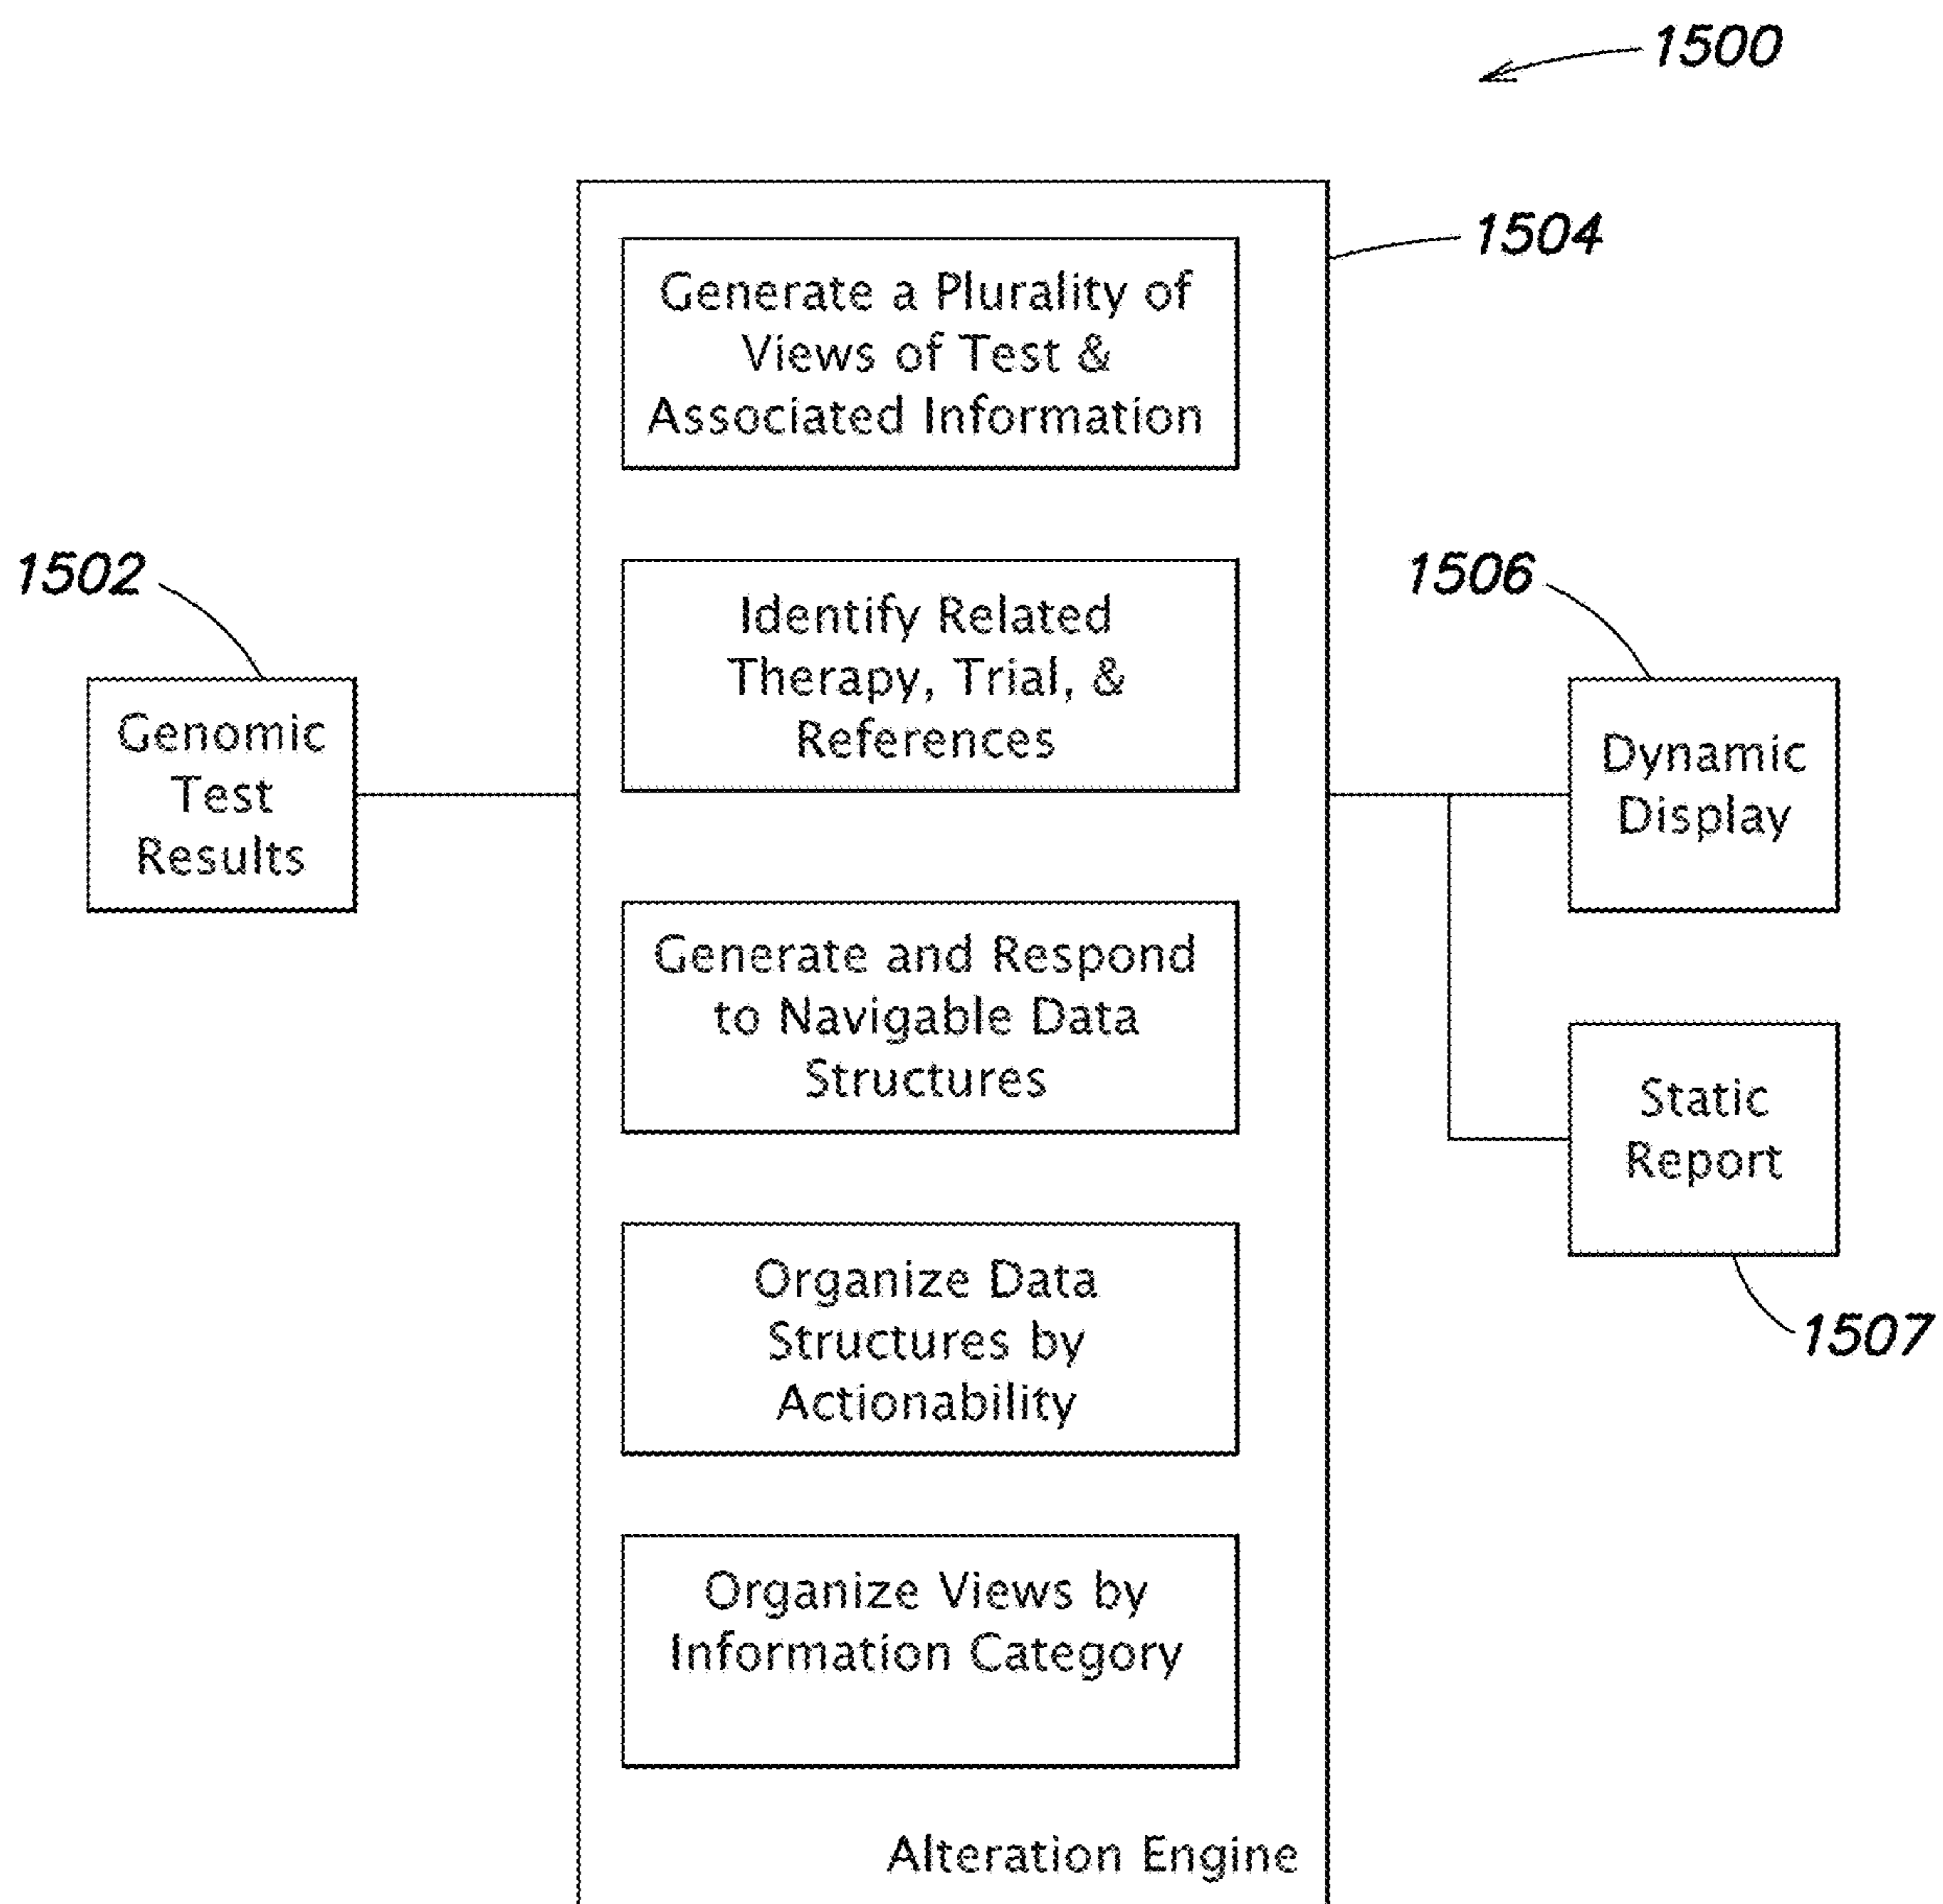 1500
1504
Generate a Plurality of
Views of Test &
Associated Information
1502
1506
Identify Related
Therapy, Trial, &
References
Genomic
Test
Results
Dynamic
Display
Generate and Respond
to Navigable Data
Structures
Static
Report
Organize Data
Structures by
Actionability
1507
Organize Views by
Information Category
Alteration Engine